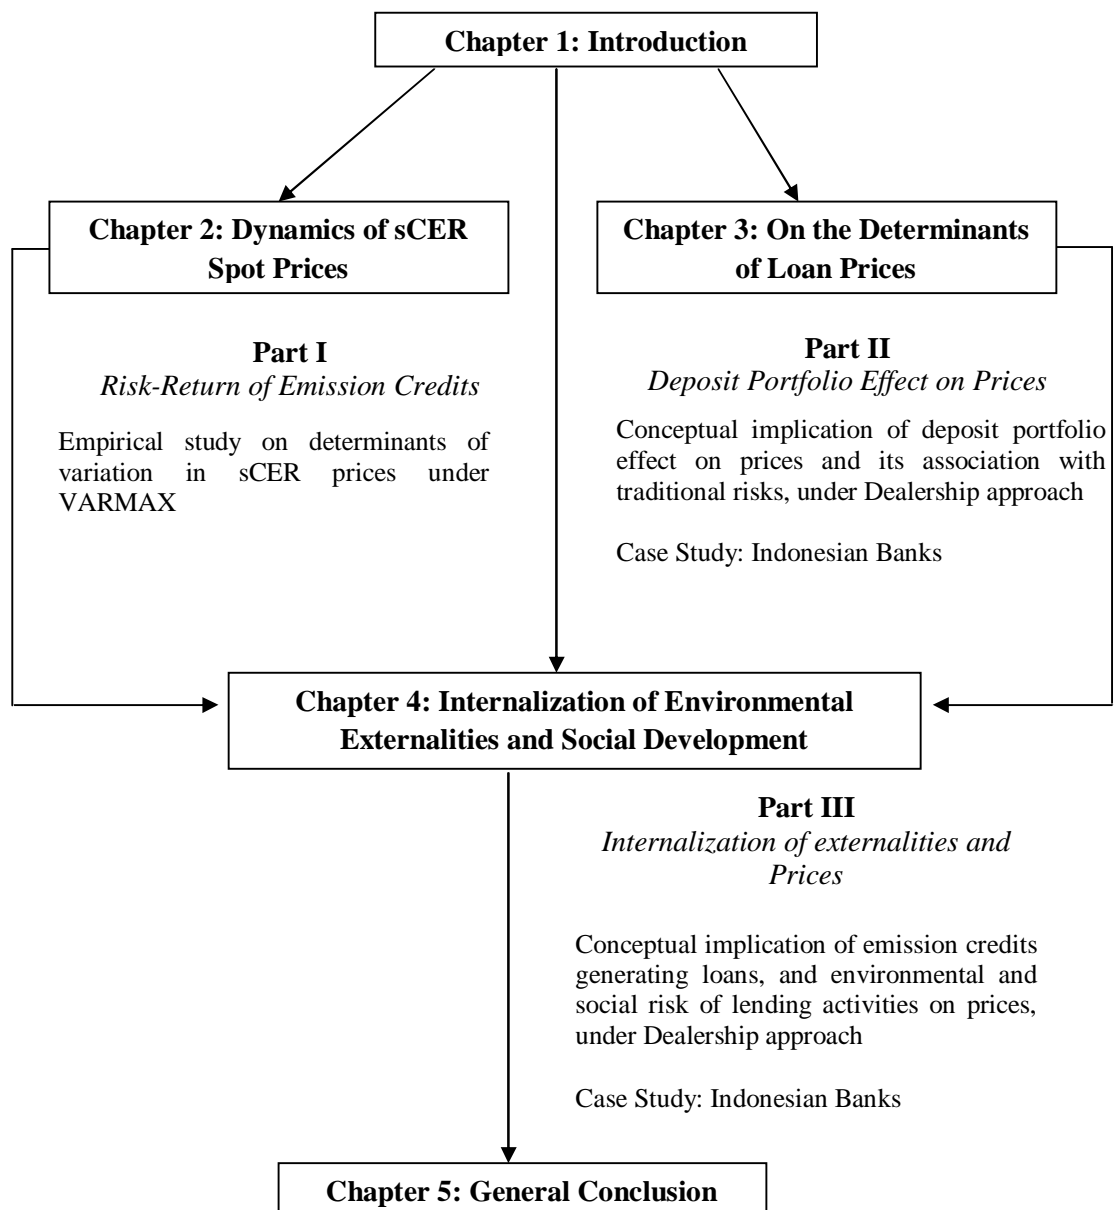 Chapter 1: Introduction
Chapter 2: Dynamics of sCER
Spot Prices
Chapter 3: On the Determinants
of Loan Prices
Part I
Risk-Return of Emission Credits
Empirical study on determinants of
variation in sCER prices under
VARMAX
Part II
Deposit Portfolio Effect on Prices
Conceptual implication of deposit portfolio
effect on prices and its association with
traditional risks, under Dealership approach
Case Study: Indonesian Banks
Chapter 4: Internalization of Environmental
Externalities and Social Development
Part III
Internalization of externalities and
Prices
Conceptual implication of emission credits
generating loans, and environmental and
social risk of lending activities on prices,
under Dealership approach
Case Study: Indonesian Banks
Chapter 5: General Conclusion